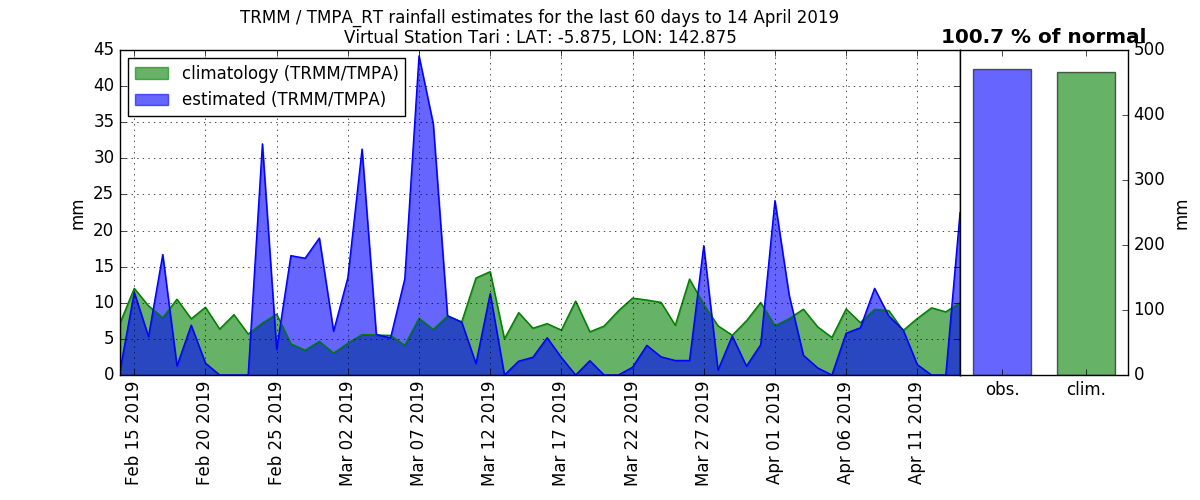 TRMM / TMPA_RT rainfall estimates for the last 60 days to 14 April 2019
Virtual Station Tari : LAT: -5.875, LON: 142.875
100.7 % of normal
climatology (TRMM/TMPA)
estimated (TRMM/TMPA)
45
40
35
30
25
20
15
10
5
0
mm
Feb 15 2019
Feb 20 2019
Feb 25 2019
Mar 02 2019
Mar 07 2019
Mar 12 2019
Mar 17 2019
Mar 22 2019
Mar 27 2019
Apr 01 2019
Apr 06 2019
Apr 11 2019
obs.
clim.
500
400
300
200
100
0
mm